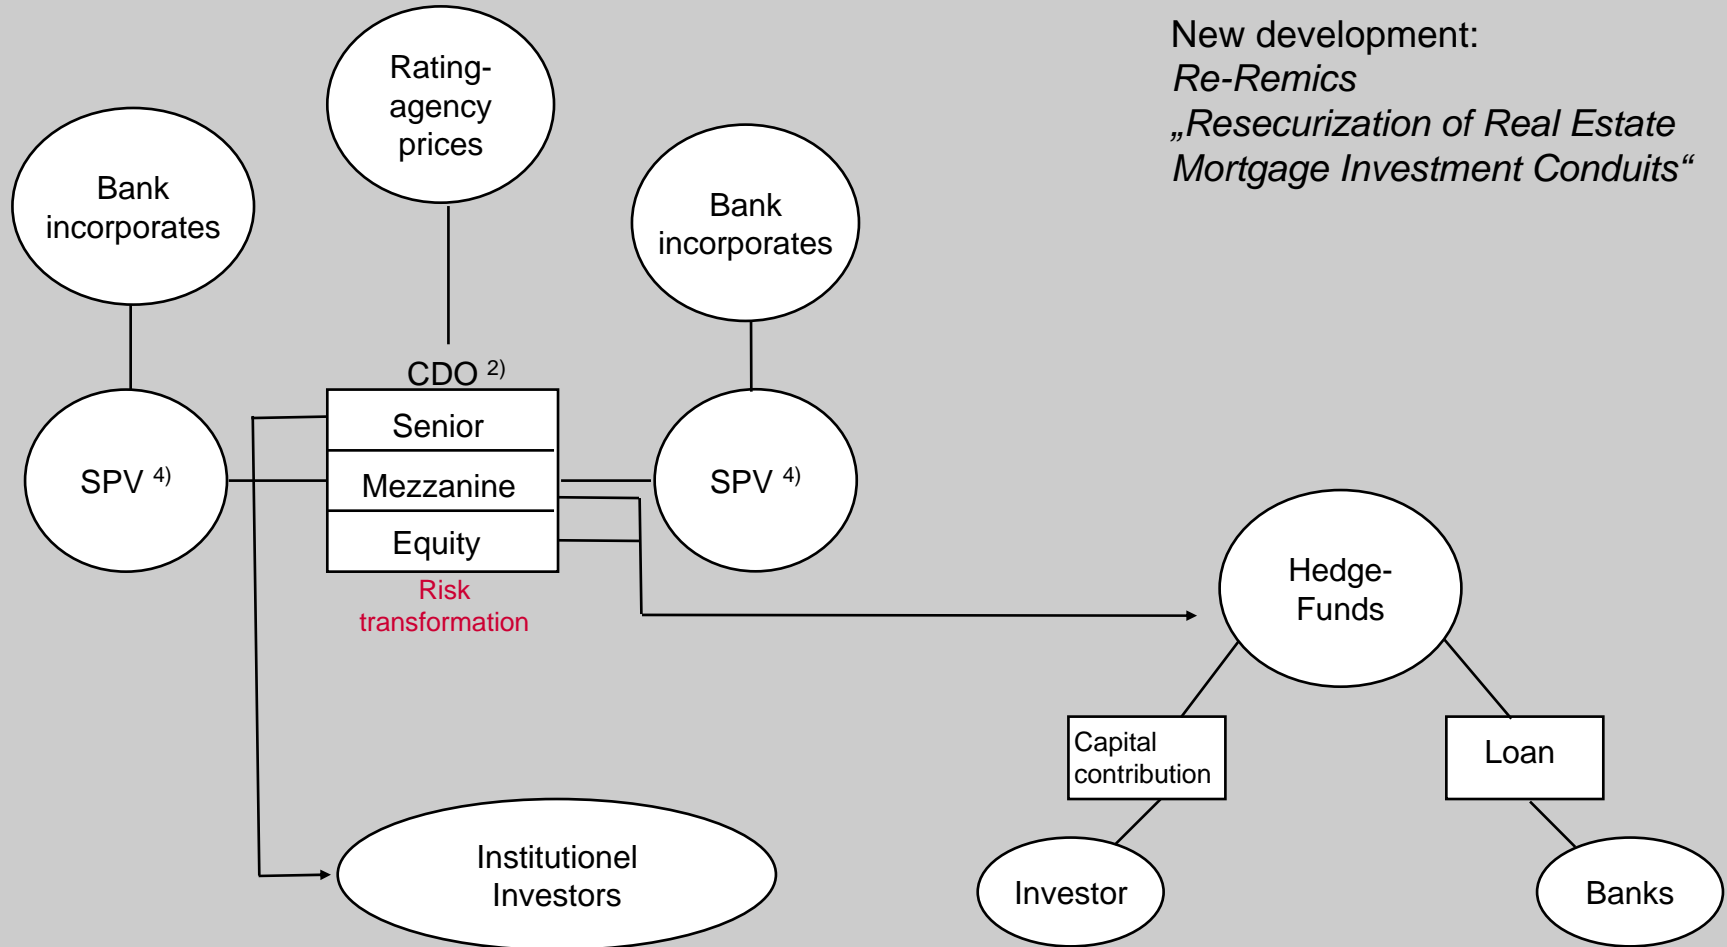 New development:
Re-Remics
„Resecurization of Real Estate
Mortgage Investment Conduits“
Rating-
agency
prices
Bank
incorporates
Bank
incorporates
CDO 2)
Senior
Mezzanine
Equity
SPV 4)
SPV 4)
Risk
transformation
Hedge-
Funds
Capital
contribution
Loan
Institutionel
Investors
Investor
Banks